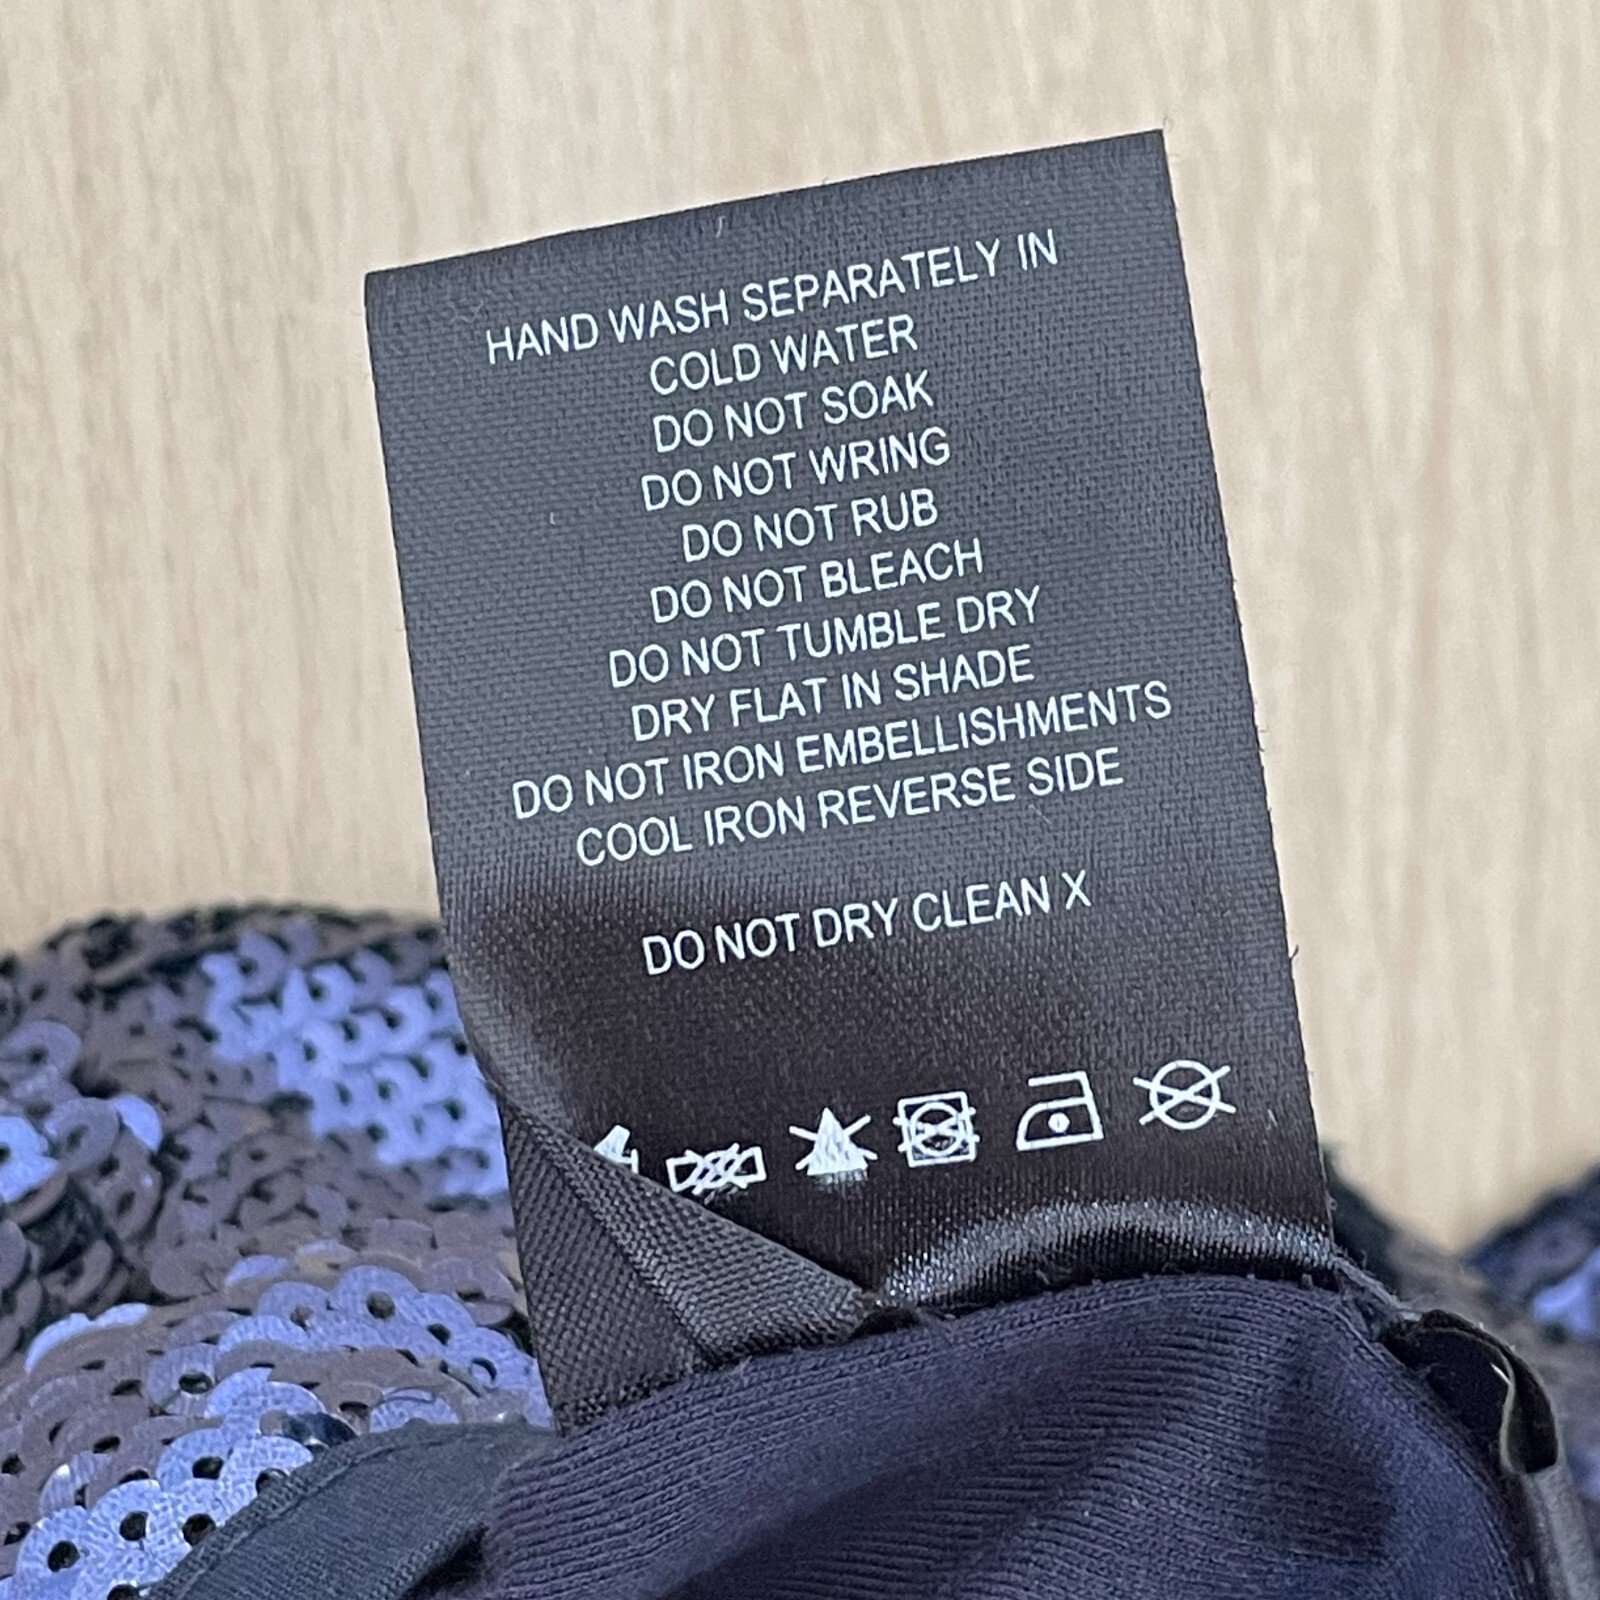 HAND WASH SEPARATELY IN
COLD WATER
DO NOT SOAK
DO NOT WRING
DO NOT RUB
DO NOT BLEACH
DO NOT TUMBLE DRY
DRY FLAT IN SHADE
DO NOT IRON EMBELLISHMENTS
COOL IRON REVERSE SIDE
DO NOT DRY CLEAN X